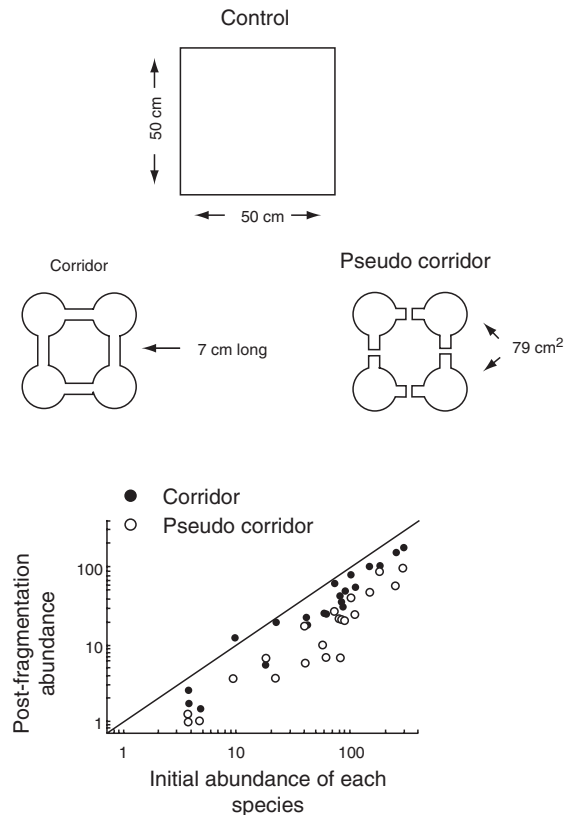 Control
50 cm
50 cm
Corridor
Pseudo corridor
7 cm long
79 cm²
Corridor
Pseudo corridor
Post-fragmentation
abundance
100
10
1
1
10
100
Initial abundance of each
species